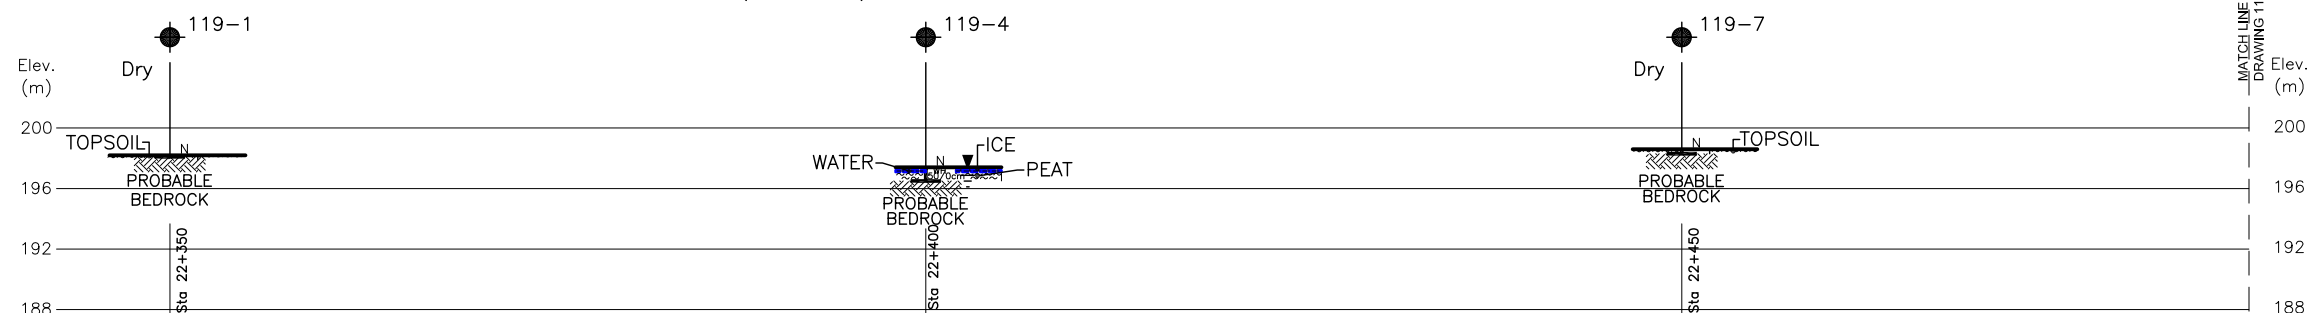 119-1
119-4
119-7
MATCH LINE
DRAWING 11
Elev.
(m)
Dry
Dry
Elev.
(m)
200
200
TOPSOIL
N
WATER
N
ICE
PEAT
N
TOPSOIL
PROBABLE
BEDROCK
196
PROBABLE
BEDROCK
PROBABLE
BEDROCK
196
192
192
Sta 22+350
Sta 22+400
Sta 22+450
188
188